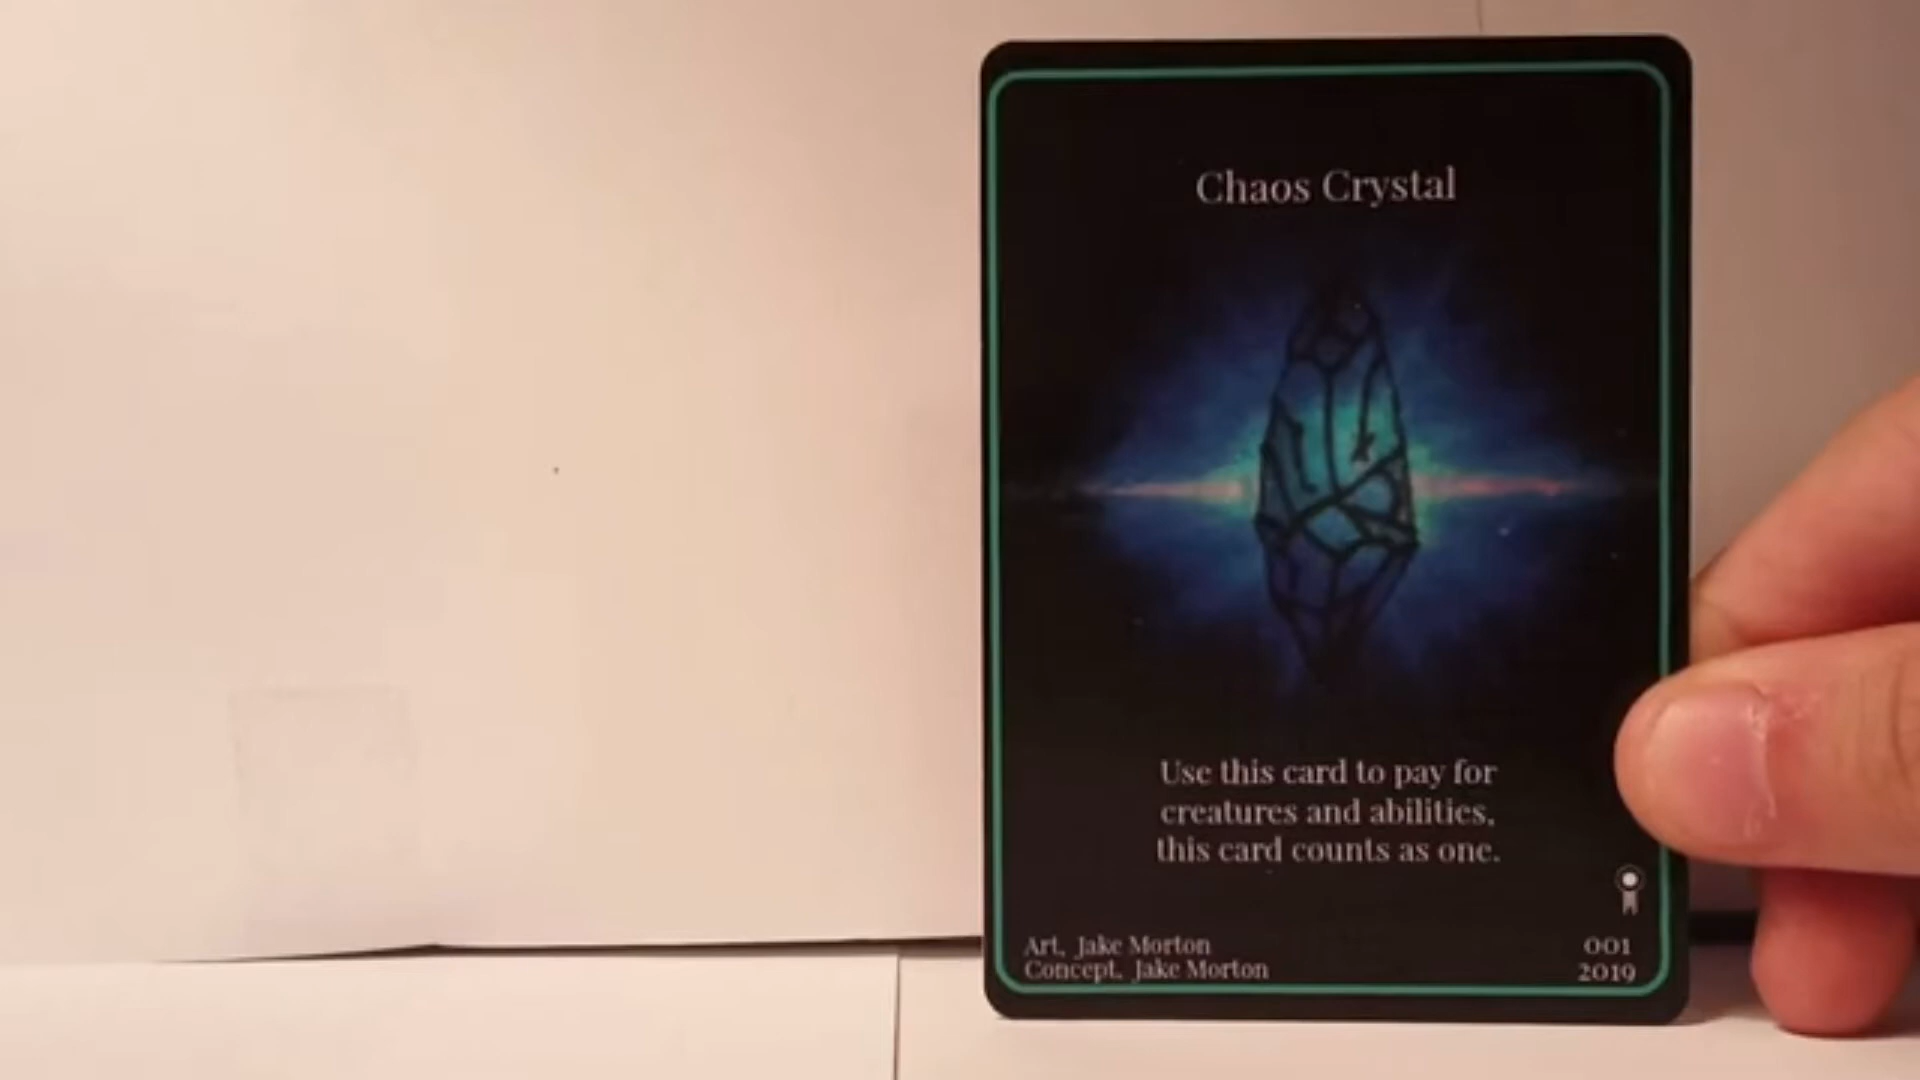 Chaos Crystal
Use this card to pay for
creatures and abilities,
this card counts as one.
Art, Jake Morton
Concept, Jake Morton
001
2019